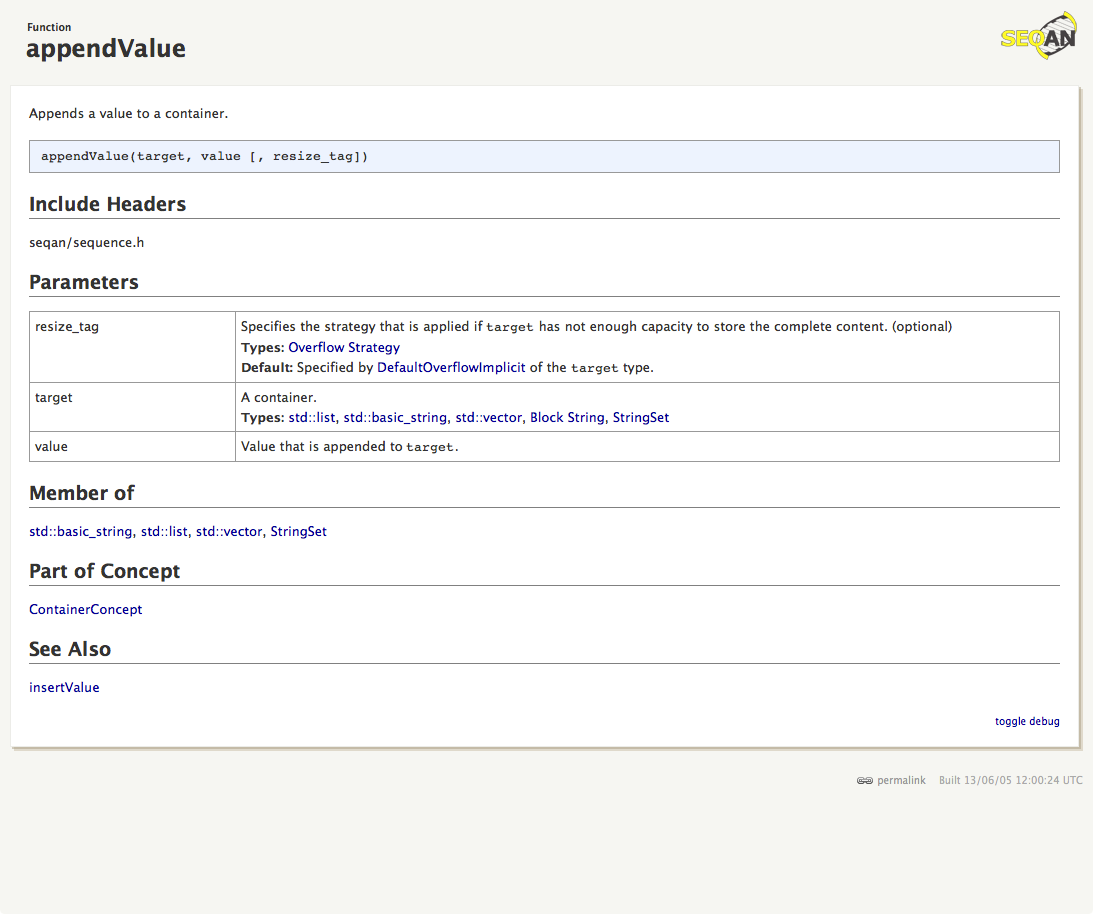 Function
appendValue
SEQAN
Appends a value to a container.
appendValue(target, value [, resize_tag])
Include Headers
seqan/sequence.h
Parameters
resize_tag
Specifies the strategy that is applied if target has not enough capacity to store the complete content. (optional)
Types: Overflow Strategy
Default: Specified by DefaultOverflowImplicit of the target type.
target
A container.
Types: std::list, std::basic_string, std::vector, Block String, StringSet
value
Value that is appended to target.
Member of
std::basic_string, std::list, std::vector, StringSet
Part of Concept
ContainerConcept
See Also
insertValue
toggle debug
permalink Built 13/06/05 12:00:24 UTC